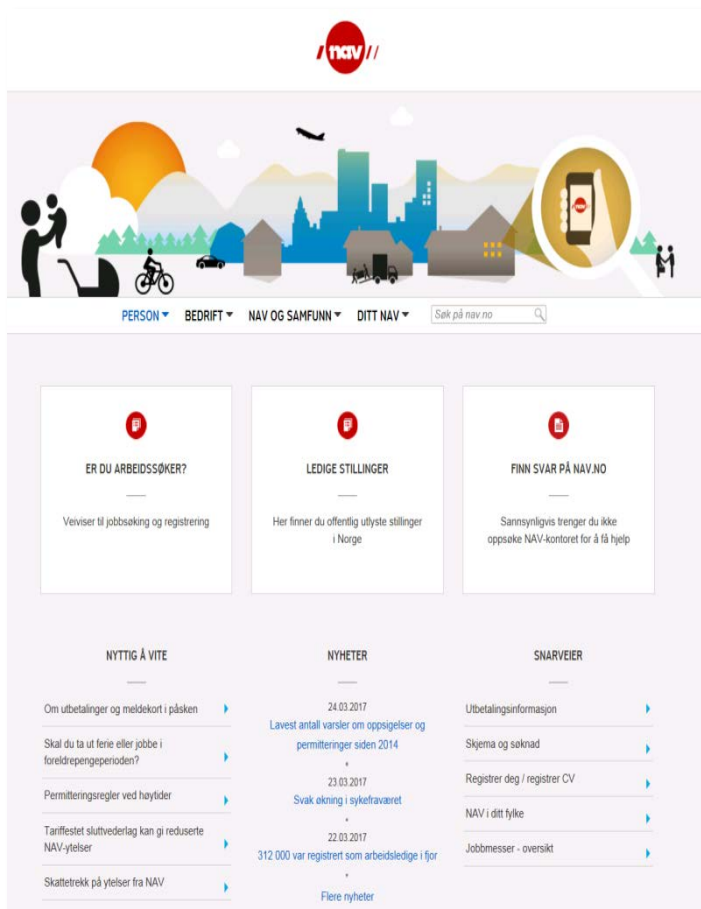 / nav //
nav
PERSON BEDRIFT NAV OG SAMFUNN DITT NAV Søk på nav no
ER DU ARBEIDSSØKER?
Veiviser til jobbsøking og registrering
LEDIGE STILLINGER
Her finner du offentlig utlyste stillinger
i Norge
FINN SVAR PÅ NAV.NO
Sannsynligvis trenger du ikke
oppsøke NAV-kontoret for å få hjelp
NYTTIG Å VITE
Om utbetalinger og meldekort i påsken
Skal du ta ut ferie eller jobbe i
foreldrepengeperioden?
Permitteringsregler ved høytider
Tariffestet sluttvederlag kan gi reduserte
NAV-ytelser
Skattetrekk på ytelser fra NAV
NYHETER
24.03.2017
Lavest antall varsler om oppsigelser og
permitteringer siden 2014
23.03.2017
Svak økning i sykefraværet
22.03.2017
312 000 var registrert som arbeidsledige i fjor
Flere nyheter
SNARVEIER
Utbetalingsinformasjon
Skjema og søknad
Registrer deg / registrer CV
NAV i ditt fylke
Jobbmesser - oversikt